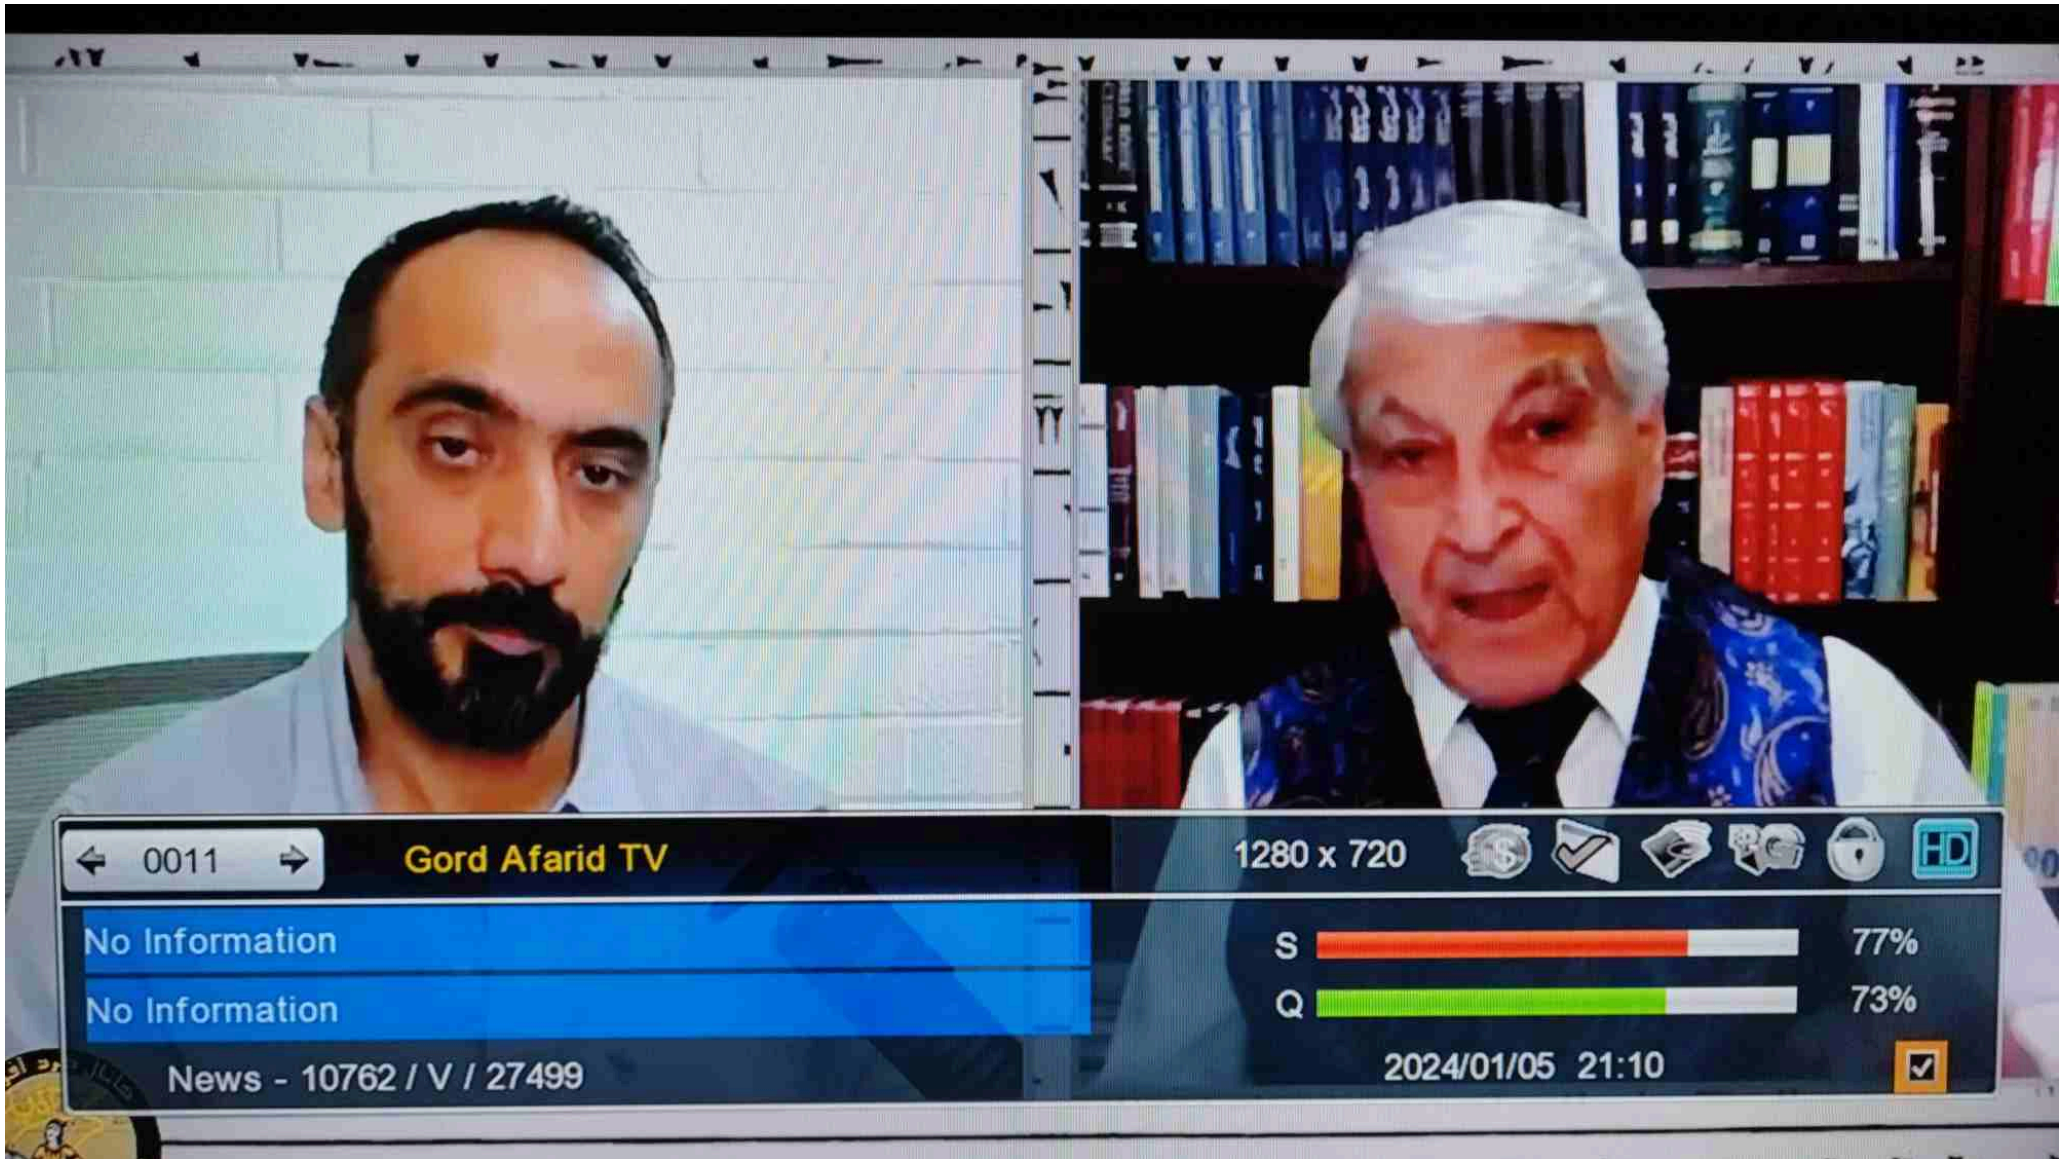 0011
Gord Afarid TV
1280 x 720
HD
No Information
No Information
S 77%
Q 73%
News - 10762 / V / 27499
2024/01/05 21:10